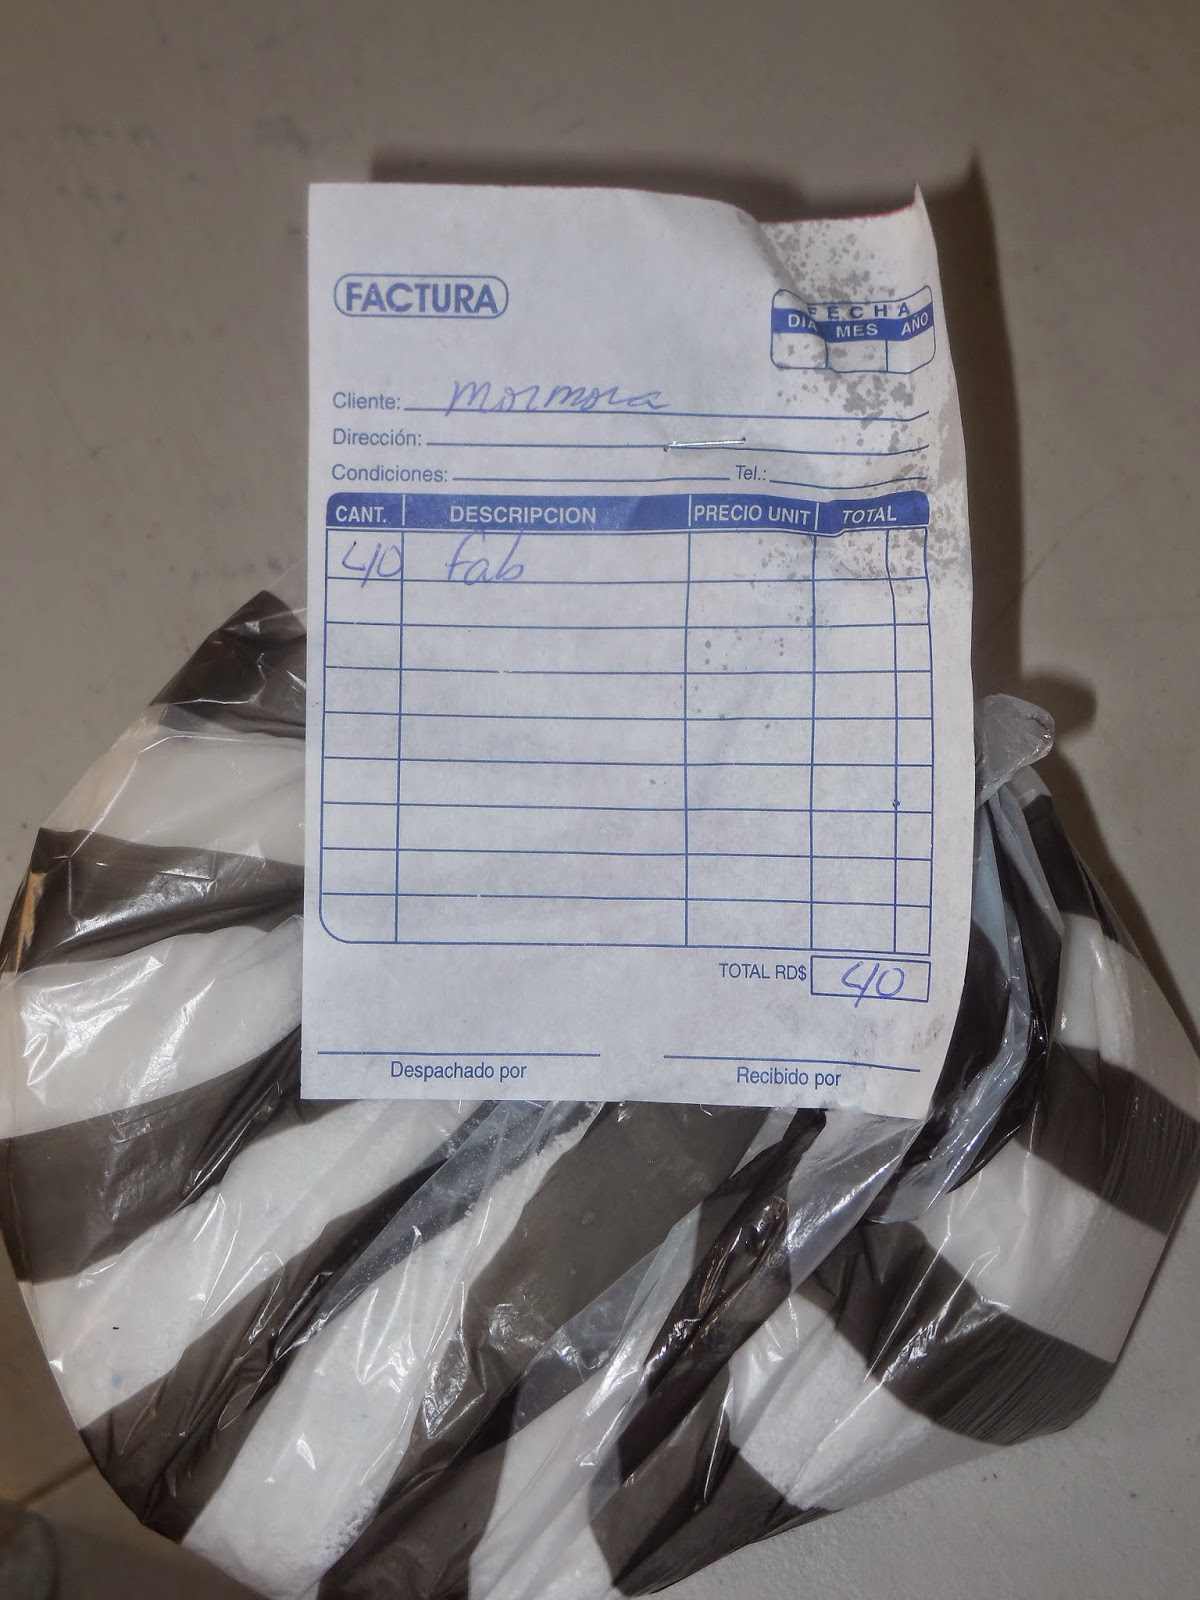 FACTURA
FECHA
DIA MES AÑO
Cliente: mormona
Dirección:
Condiciones: Tel.:
CANT. DESCRIPCION PRECIO UNIT TOTAL
40 fab
TOTAL RD$ 40
Despachado por Recibido por